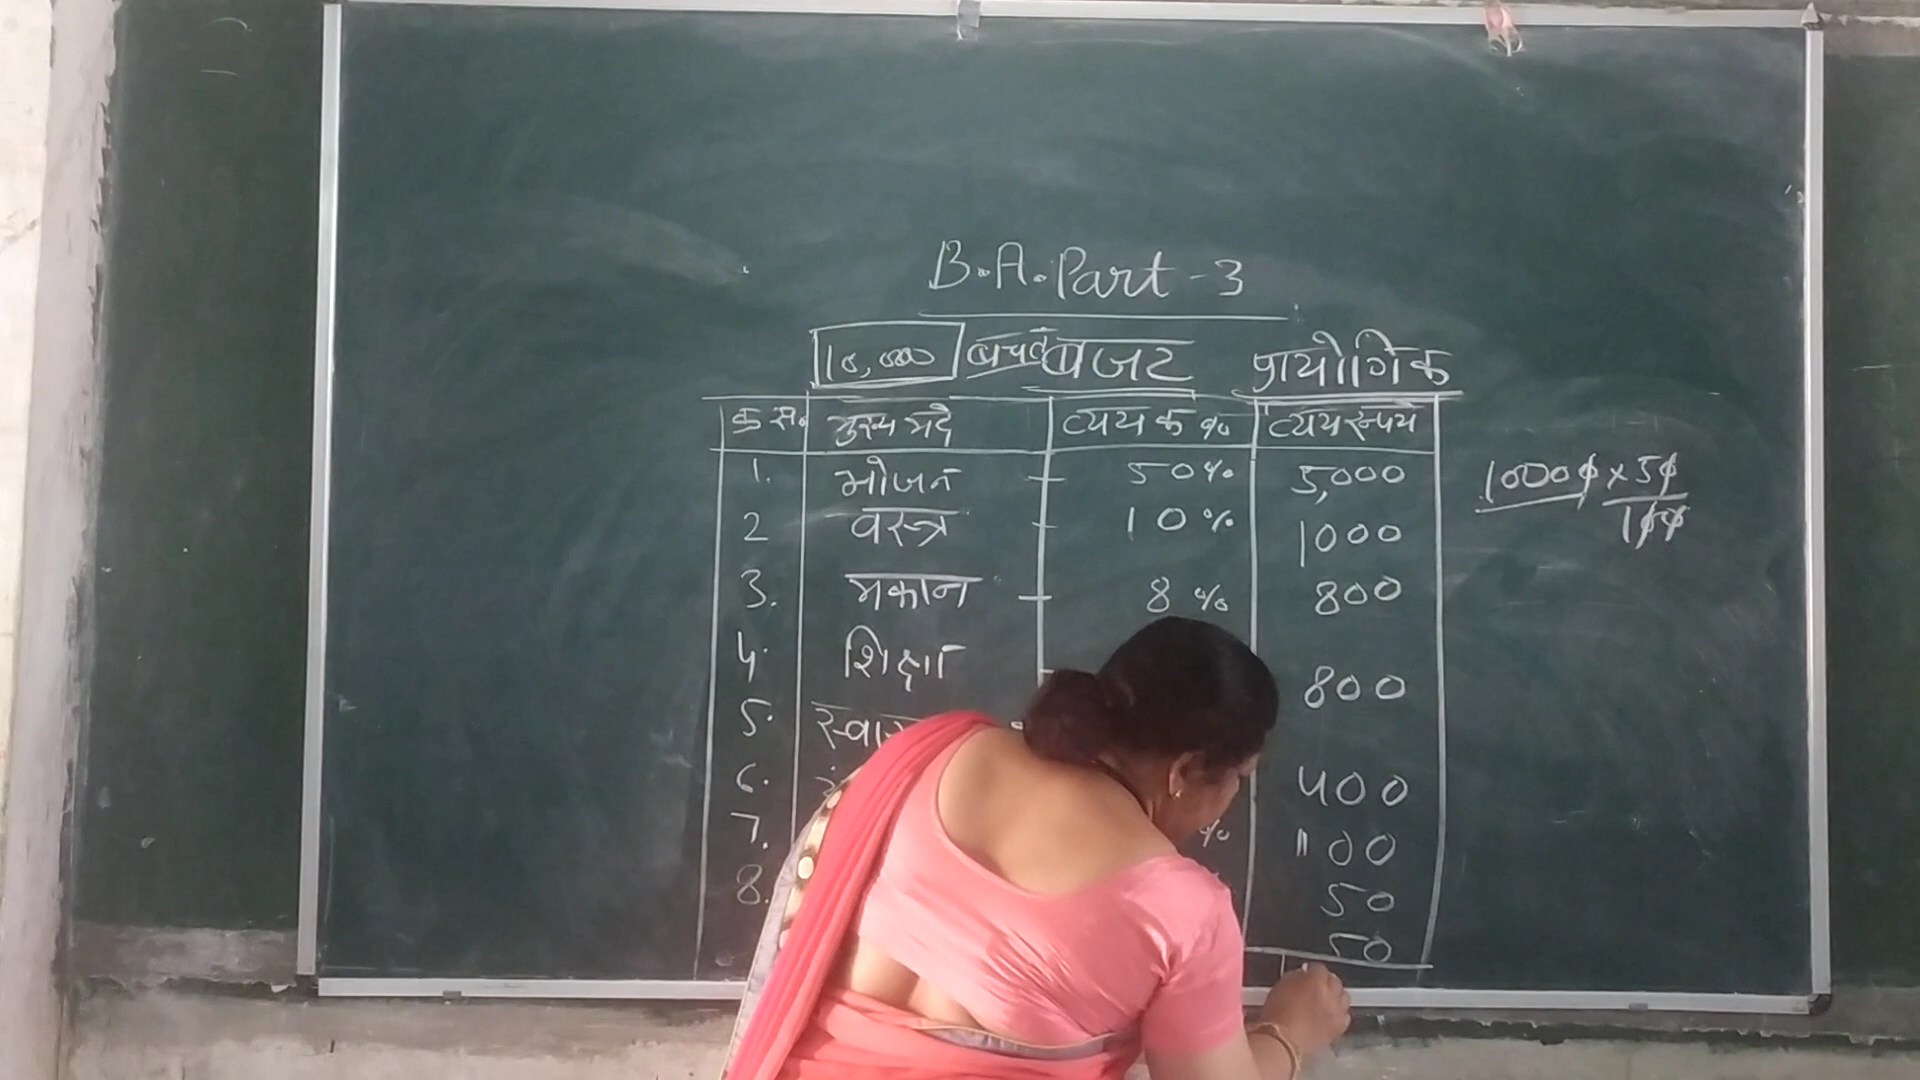 B.A. Part - 3
10,000 बचत बजट प्रायोगिक
क्र स. मुख्य मदे व्यय क % व्यय रूपय
1. भोजन - 50% 5,000
2 वस्त्र - 10% 1000
3. मकान - 8% 800
4. शिक्षा 800
5. स्वा
6. 400
7. % 100
8. 50
50
10000 x 50
100